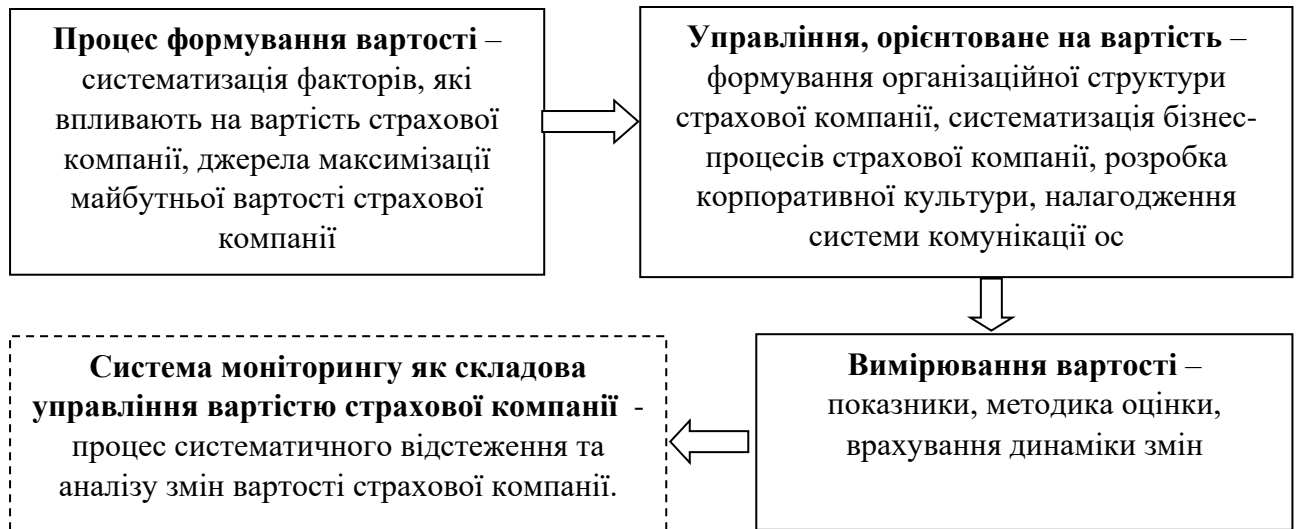 Процес формування вартості –
систематизація факторів, які
впливають на вартість страхової
компанії, джерела максимізації
майбутньої вартості страхової
компанії
Управління, орієнтоване на вартість –
формування організаційної структури
страхової компанії, систематизація бізнес-
процесів страхової компанії, розробка
корпоративної культури, налагодження
системи комунікації ос
Вимірювання вартості –
показники, методика оцінки,
врахування динаміки змін
Система моніторингу як складова
управління вартістю страхової компанії -
процес систематичного відстеження та
аналізу змін вартості страхової компанії.